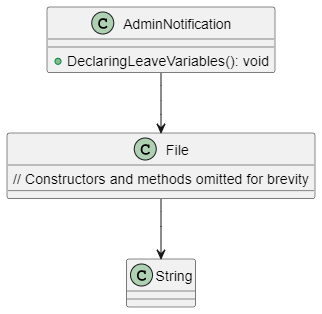 C AdminNotification
DeclaringLeaveVariables(): void
C File
// Constructors and methods omitted for brevity
C String